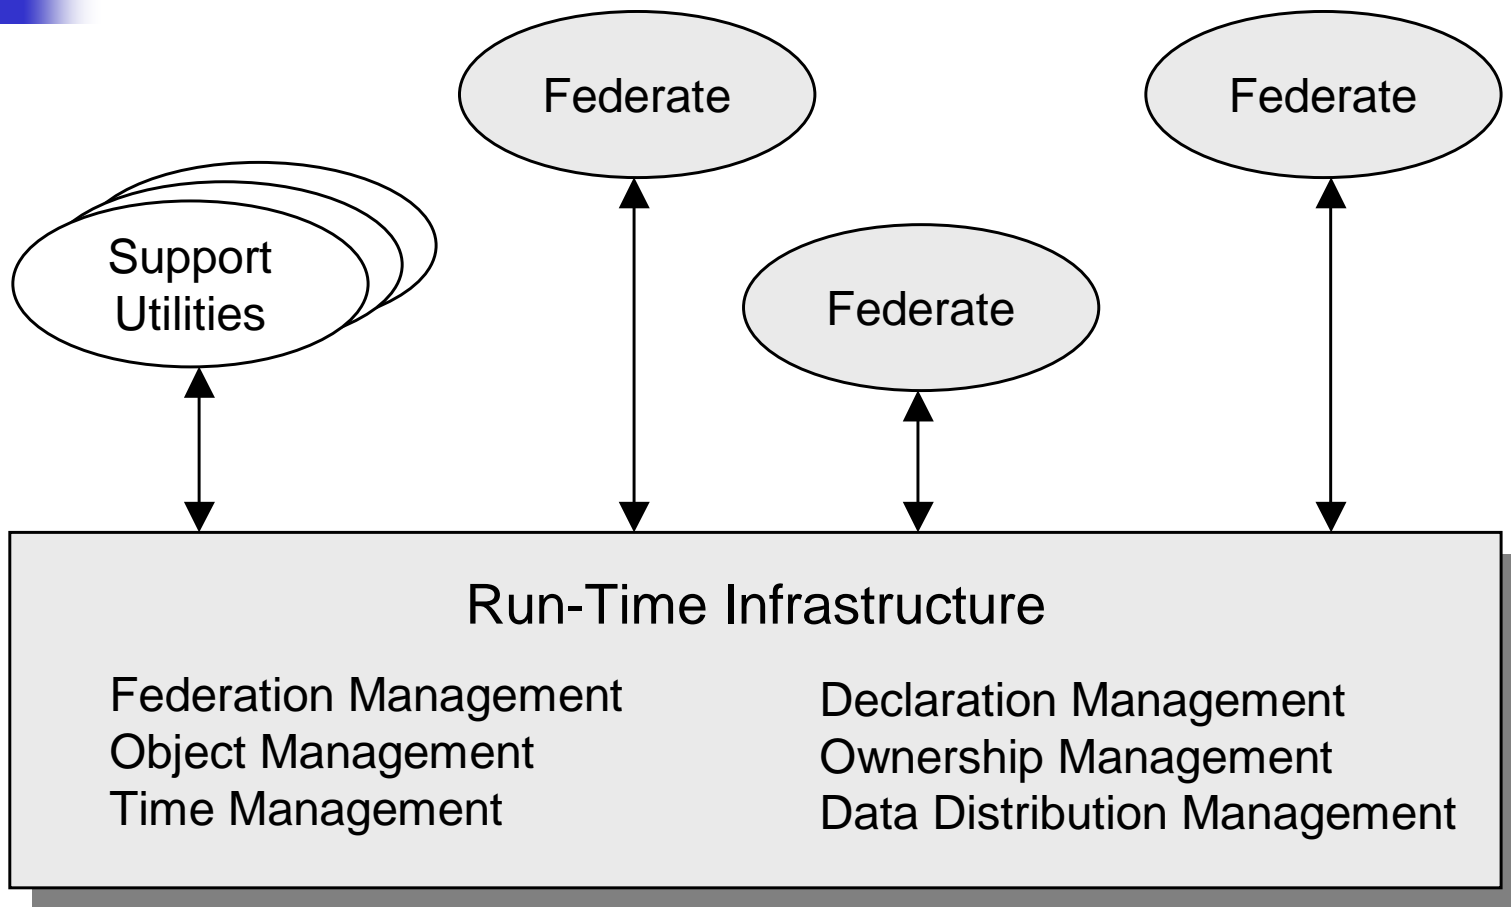 Federate
Federate
Support
Utilities
Federate
Run-Time Infrastructure
Federation Management
Object Management
Time Management
Declaration Management
Ownership Management
Data Distribution Management